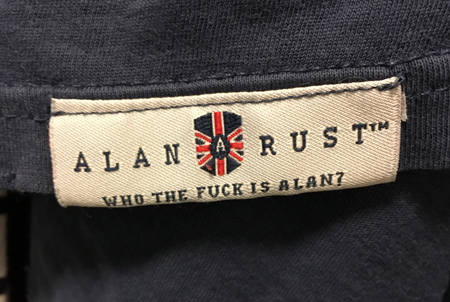 ALAN A RUST™
WHO THE FUCK IS ALAN?